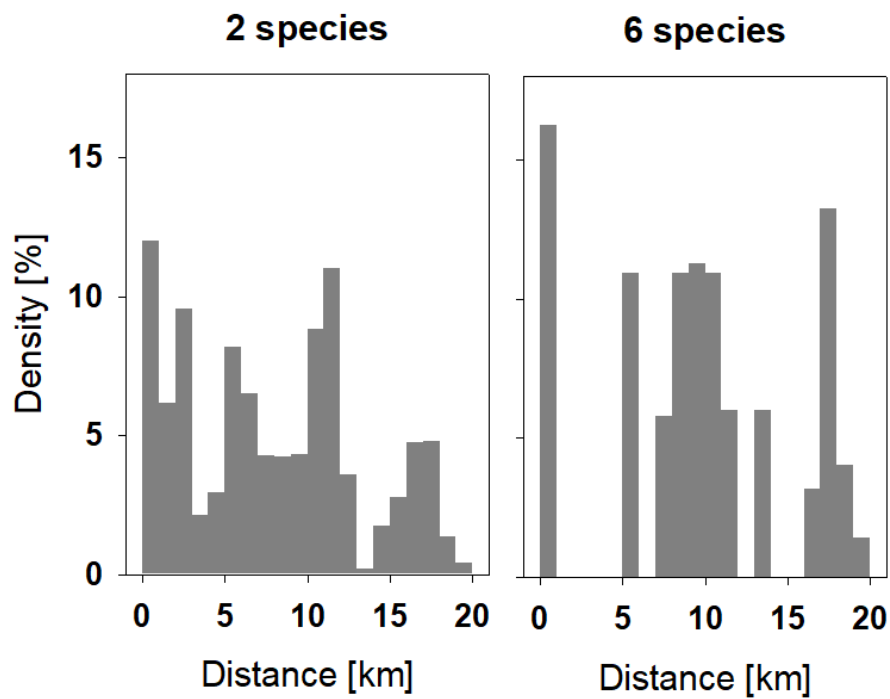 2 species
6 species
Density [%]
15
10
5
0
0 5 10 15 20
0 5 10 15 20
Distance [km]
Distance [km]